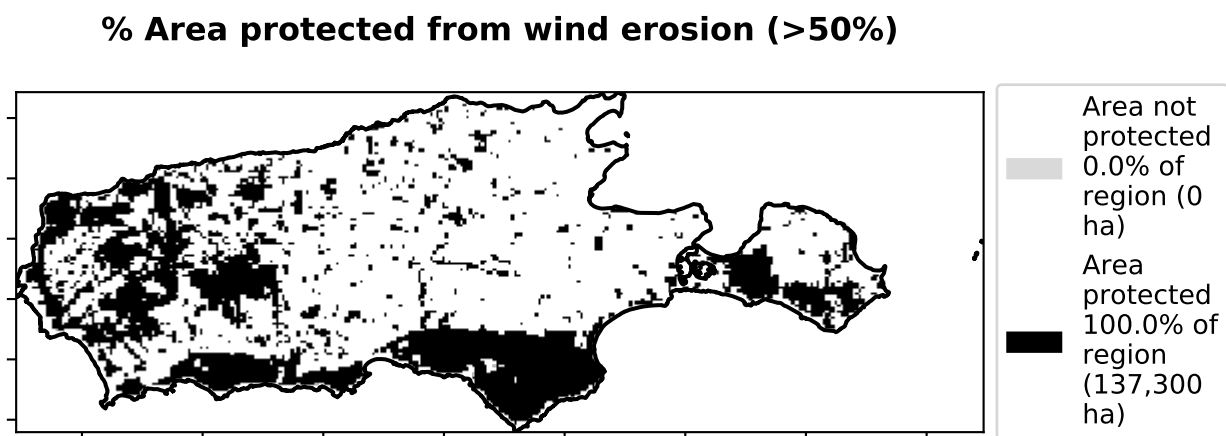 % Area protected from wind erosion (>50%)
Area not
protected
0.0% of
region (0
ha)
Area
protected
100.0% of
region
(137,300
ha)